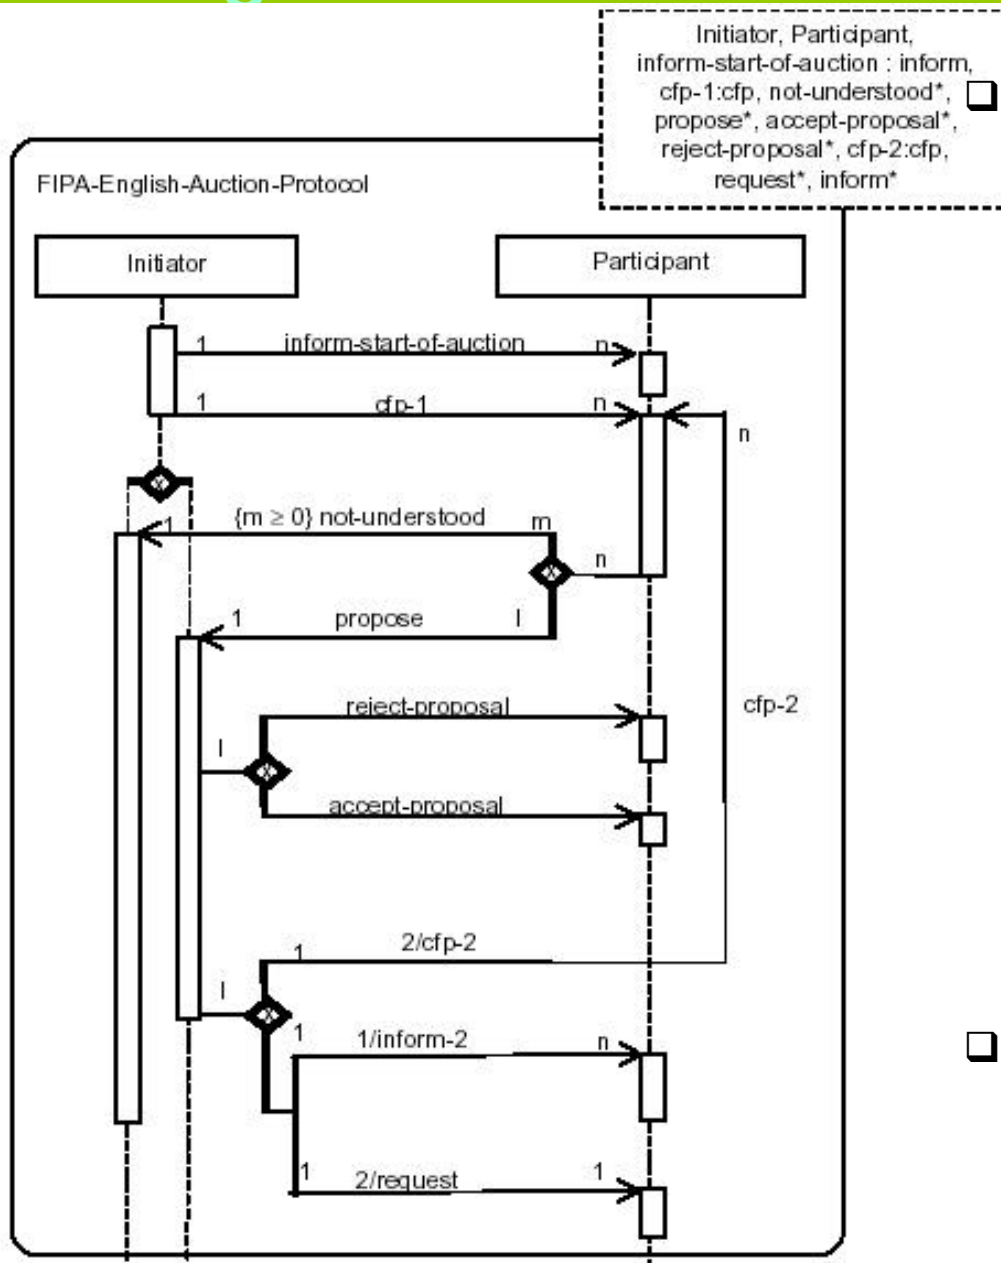 Initiator, Participant,
inform-start-of-auction : inform,
cfp-1:cfp, not-understood*,
propose*, accept-proposal*,
reject-proposal*, cfp-2:cfp,
request*, inform*
FIPA-English-Auction-Protocol
Initiator
Participant
1 inform-start-of-auction n
1 cfp-1 n
n
x
1 {m ≥ 0} not-understood m
x n
1 propose l
reject-proposal
cfp-2
l
x
accept-proposal
1 2/cfp-2
l
x
1 1/inform-2 n
1 2/request 1